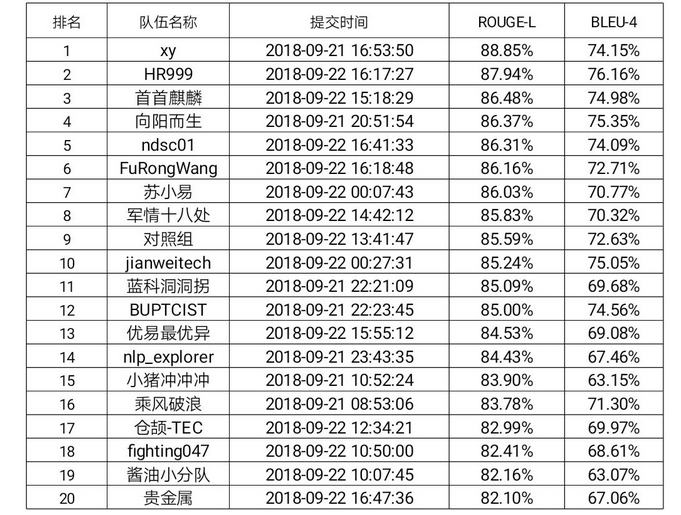 排名 队伍名称 提交时间 ROUGE-L BLEU-4
1 xy 2018-09-21 16:53:50 88.85% 74.15%
2 HR999 2018-09-22 16:17:27 87.94% 76.16%
3 首首麒麟 2018-09-22 15:18:29 86.48% 74.98%
4 向阳而生 2018-09-21 20:51:54 86.37% 75.35%
5 ndsc01 2018-09-22 16:41:33 86.31% 74.09%
6 FuRongWang 2018-09-22 16:18:48 86.16% 72.71%
7 苏小易 2018-09-22 00:07:43 86.03% 70.77%
8 军情十八处 2018-09-22 14:42:12 85.83% 70.32%
9 对照组 2018-09-22 13:41:47 85.59% 72.63%
10 jianweitech 2018-09-22 00:27:31 85.24% 75.05%
11 蓝科洞洞拐 2018-09-21 22:21:09 85.09% 69.68%
12 BUPTCIST 2018-09-21 22:23:45 85.00% 74.56%
13 优易最优异 2018-09-22 15:55:12 84.53% 69.08%
14 nlp_explorer 2018-09-21 23:43:35 84.43% 67.46%
15 小猪冲冲冲 2018-09-21 10:52:24 83.90% 63.15%
16 乘风破浪 2018-09-21 08:53:06 83.78% 71.30%
17 仓颉-TEC 2018-09-22 12:34:21 82.99% 69.97%
18 fighting047 2018-09-22 10:50:00 82.41% 68.61%
19 酱油小分队 2018-09-22 10:07:45 82.16% 63.07%
20 贵金属 2018-09-22 16:47:36 82.10% 67.06%